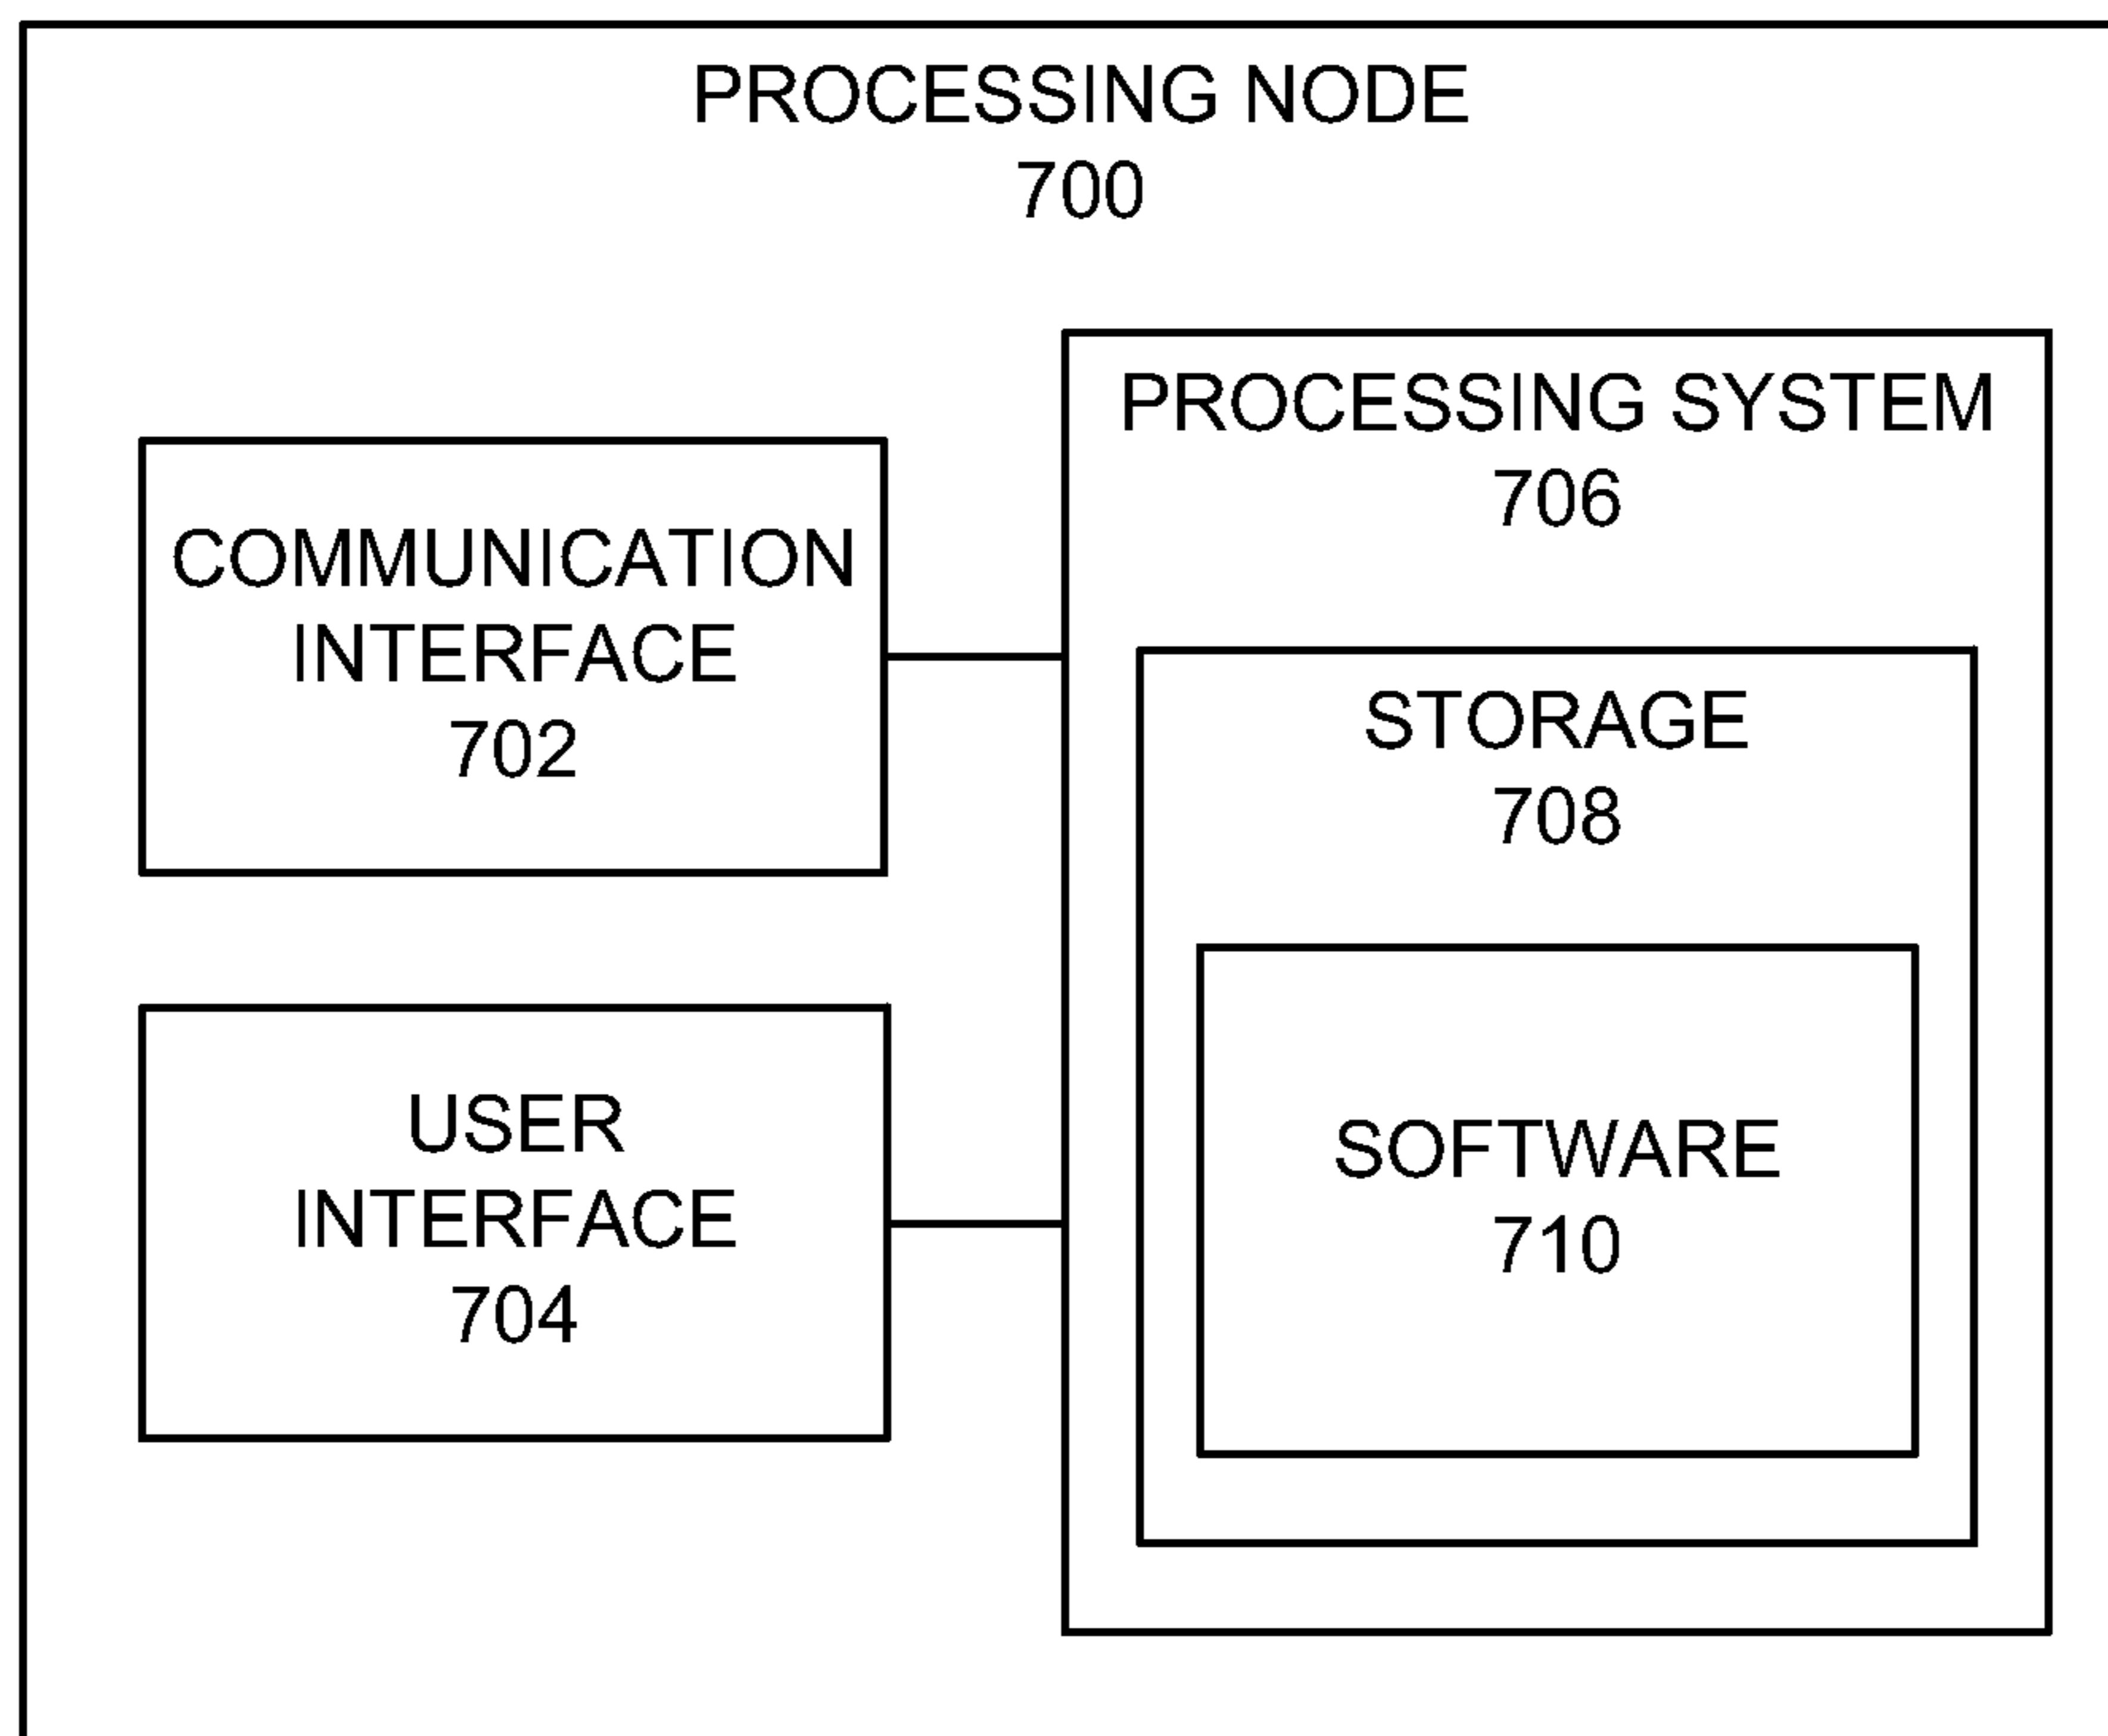 PROCESSING NODE
700
PROCESSING SYSTEM
706
COMMUNICATION
INTERFACE
702
STORAGE
708
USER
INTERFACE
704
SOFTWARE
710